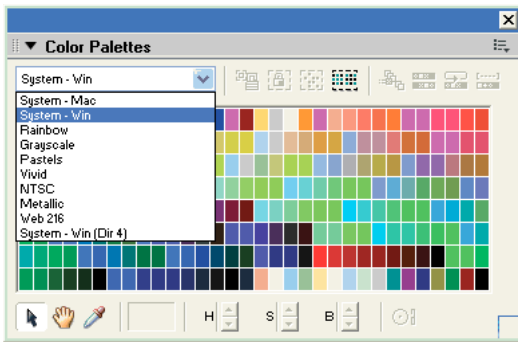 Color Palettes
System - Win
System - Mac
System - Win
Rainbow
Grayscale
Pastels
Vivid
NTSC
Metallic
Web 216
System - Win (Dir 4)
H S B